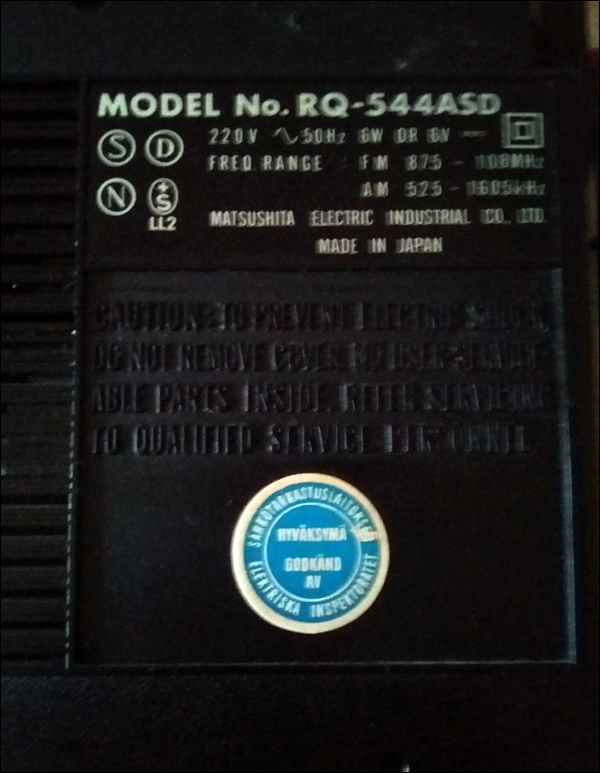 MODEL No. RQ-544ASD
S D 220V ∿ 50Hz 6W OR 6V ⎓
FREQ. RANGE : FM 87.5 - 108MHz
N +S AM 525 - 1605kHz
LL2 MATSUSHITA ELECTRIC INDUSTRIAL CO., LTD.
MADE IN JAPAN
CAUTION: TO PREVENT ELECTRIC SHOCK,
DO NOT REMOVE COVER. NO USER-SERVICE-
ABLE PARTS INSIDE. REFER SERVICING
TO QUALIFIED SERVICE PERSONNEL.
SÄHKÖTARKASTUSLAITOKSEN
HYVÄKSYMÄ
GODKÄND
AV
ELEKTRISKA INSPEKTORATET